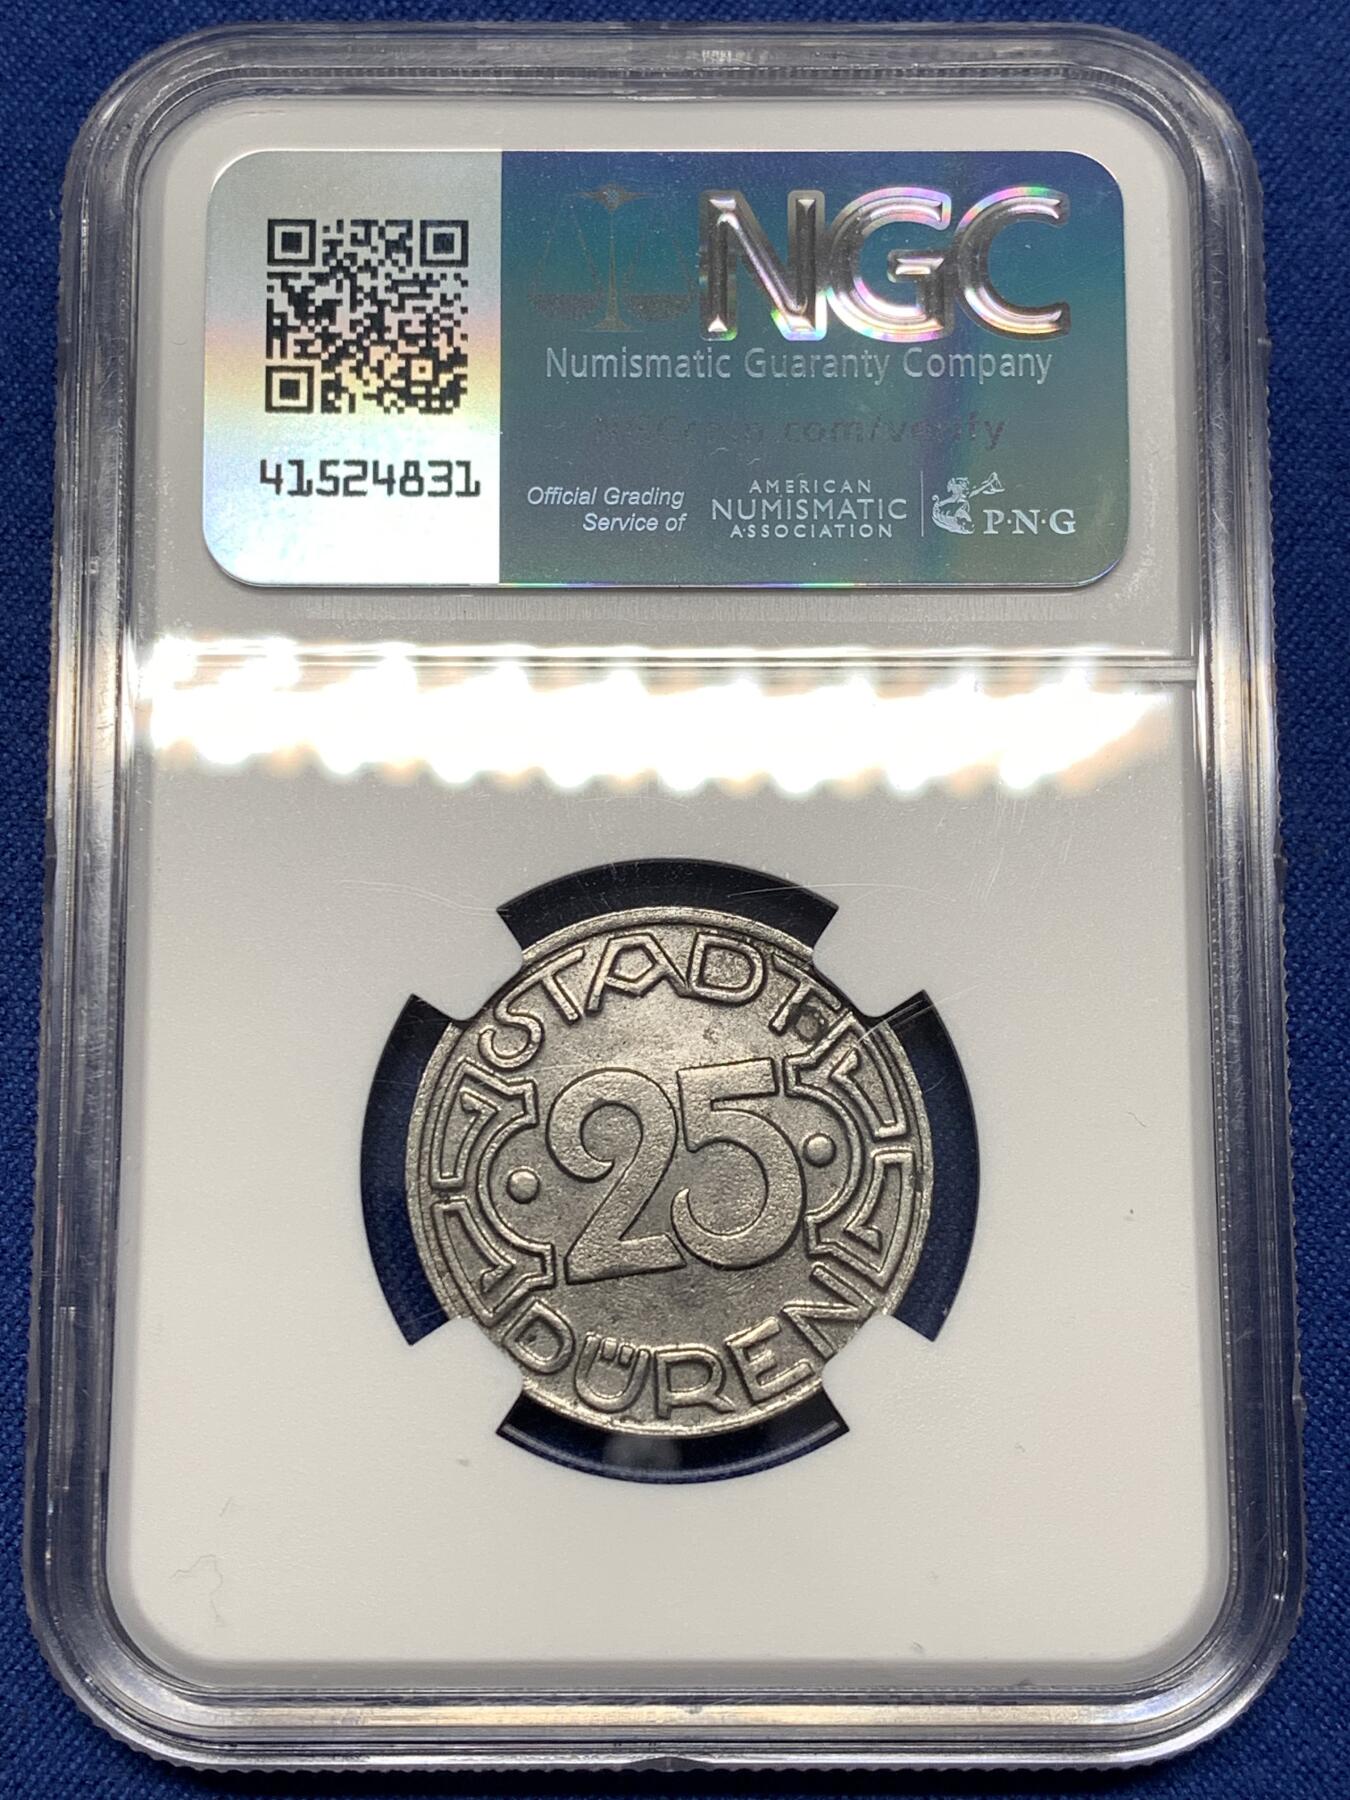 NGC
Numismatic Guaranty Company
NGCcoin.com/verify
41524831
Official Grading
Service of
AMERICAN
NUMISMATIC
ASSOCIATION
P·N·G
STADT
25
DÜREN